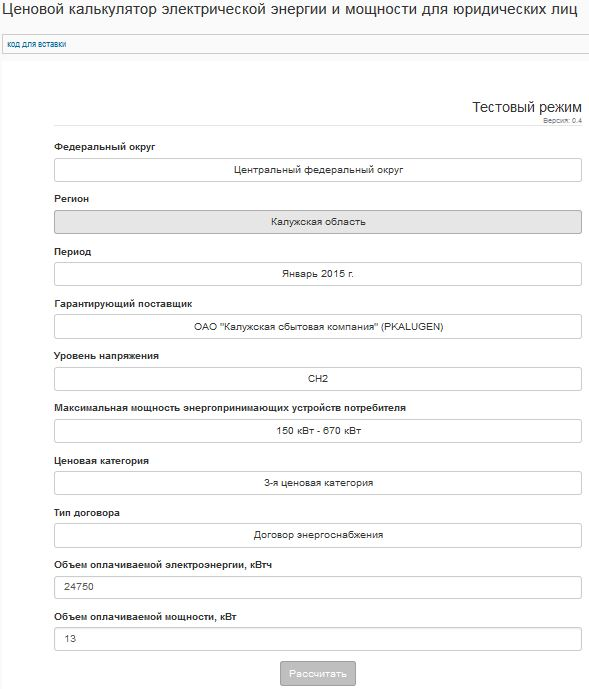 Ценовой калькулятор электрической энергии и мощности для юридических лиц
код для вставки
Тестовый режим
Версия: 0.4
Федеральный округ
Центральный федеральный округ
Регион
Калужская область
Период
Январь 2015 г.
Гарантирующий поставщик
ОАО "Калужская сбытовая компания" (PKALUGEN)
Уровень напряжения
СН2
Максимальная мощность энергопринимающих устройств потребителя
150 кВт - 670 кВт
Ценовая категория
3-я ценовая категория
Тип договора
Договор энергоснабжения
Объем оплачиваемой электроэнергии, кВтч
24750
Объем оплачиваемой мощности, кВт
13
Рассчитать